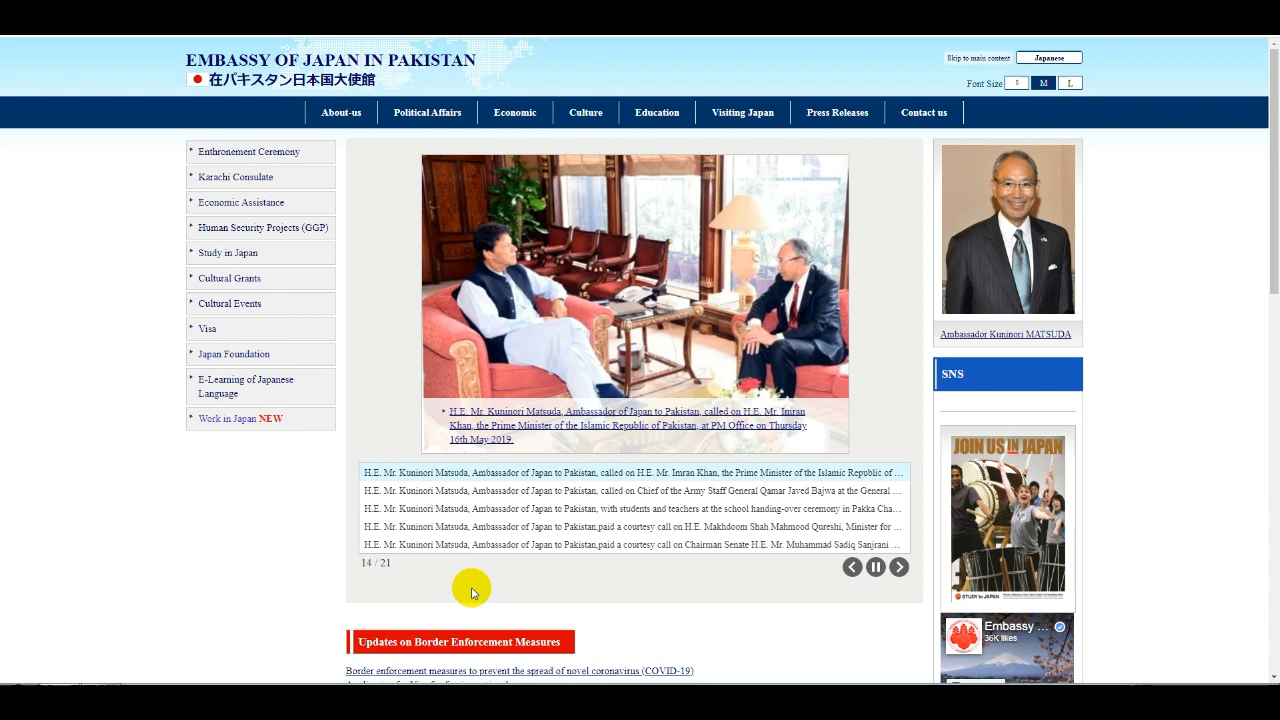 EMBASSY OF JAPAN IN PAKISTAN
在パキスタン日本国大使館
Skip to main content
Japanese
Font Size S M L
About-us
Political Affairs
Economic
Culture
Education
Visiting Japan
Press Releases
Contact us
Enthronement Ceremony
Karachi Consulate
Economic Assistance
Human Security Projects (GGP)
Study in Japan
Cultural Grants
Cultural Events
Visa
Japan Foundation
E-Learning of Japanese
Language
Work in Japan NEW
H.E. Mr. Kuninori Matsuda, Ambassador of Japan to Pakistan, called on H.E. Mr. Imran
Khan, the Prime Minister of the Islamic Republic of Pakistan, at PM Office on Thursday
16th May 2019.
H.E. Mr. Kuninori Matsuda, Ambassador of Japan to Pakistan, called on H.E. Mr. Imran Khan, the Prime Minister of the Islamic Republic of ...
H.E. Mr. Kuninori Matsuda, Ambassador of Japan to Pakistan, called on Chief of the Army Staff General Qamar Javed Bajwa at the General ...
H.E. Mr. Kuninori Matsuda, Ambassador of Japan to Pakistan, with students and teachers at the school handing-over ceremony in Pakka Cha...
H.E. Mr. Kuninori Matsuda, Ambassador of Japan to Pakistan,paid a courtesy call on H.E. Makhdoom Shah Mahmood Qureshi, Minister for ...
H.E. Mr. Kuninori Matsuda, Ambassador of Japan to Pakistan,paid a courtesy call on Chairman Senate H.E. Mr. Muhammad Sadiq Sanjrani ...
14 / 21
Updates on Border Enforcement Measures
Border enforcement measures to prevent the spread of novel coronavirus (COVID-19)
Ambassador Kuninori MATSUDA
SNS
JOIN US IN JAPAN
STUDY in JAPAN
Embassy ...
36K likes